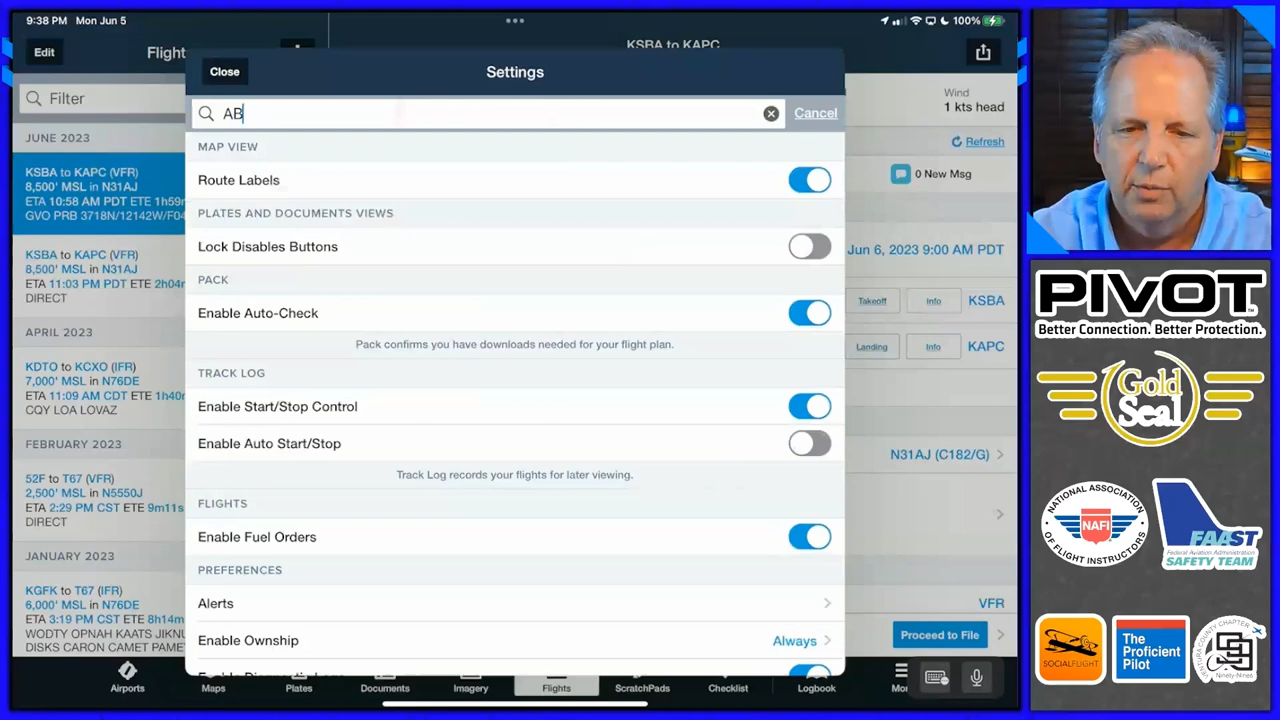 9:38 PM Mon Jun 5
100%
Edit
Flight
KSBA to KAPC
Close
Settings
Filter
AB
Cancel
Wind
1 kts head
JUNE 2023
MAP VIEW
Refresh
KSBA to KAPC (VFR)
8,500' MSL in N31AJ
ETA 10:58 AM PDT ETE 1h59
GVO PRB 3718N/12142W/F04
Route Labels
0 New Msg
PLATES AND DOCUMENTS VIEWS
Lock Disables Buttons
Jun 6, 2023 9:00 AM PDT
KSBA to KAPC (VFR)
8,500' MSL in N31AJ
ETA 11:03 PM PDT ETE 2h04
DIRECT
PACK
Enable Auto-Check
Takeoff
Info
KSBA
APRIL 2023
Pack confirms you have downloads needed for your flight plan.
Landing
Info
KAPC
KDTO to KCXO (IFR)
7,000' MSL in N76DE
ETA 11:09 AM CDT ETE 1h40
CQY LOA LOVAZ
TRACK LOG
Enable Start/Stop Control
FEBRUARY 2023
Enable Auto Start/Stop
N31AJ (C182/G)
Track Log records your flights for later viewing.
52F to T67 (VFR)
2,500' MSL in N5550J
ETA 2:29 PM CST ETE 9m11s
DIRECT
FLIGHTS
Enable Fuel Orders
JANUARY 2023
PREFERENCES
KGFK to T67 (IFR)
6,000' MSL in N76DE
ETA 3:19 PM CST ETE 8h14
WODTY OPNAH KAATS JIKNU
DISKS CARON CAMET PAME
Alerts
VFR
Enable Ownship
Always
Proceed to File
Airports
Maps
Plates
Documents
Imagery
Flights
ScratchPads
Checklist
Logbook
Mor
PIVOT
Better Connection. Better Protection.
Gold
Seal
NATIONAL ASSOCIATION
NAFI
OF FLIGHT INSTRUCTORS
FAAST
Federal Aviation Administration
SAFETY TEAM
SOCIALFLIGHT
The
Proficient
Pilot
VENTURA COUNTY CHAPTER
99
Ninety-Nines